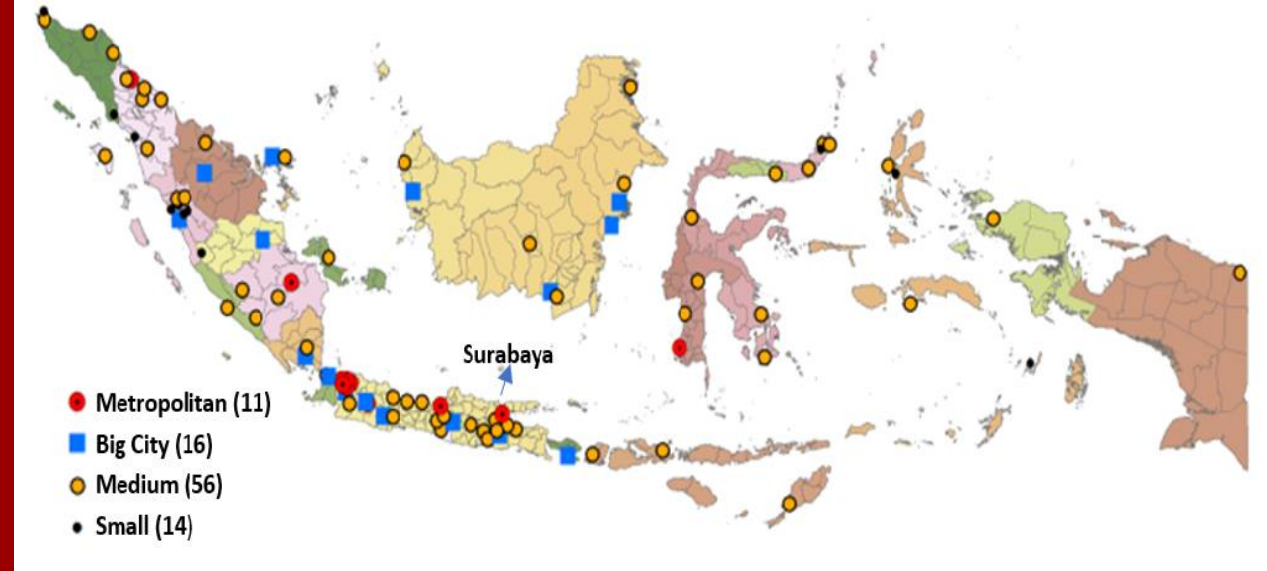 Surabaya
Metropolitan (11)
Big City (16)
Medium (56)
Small (14)